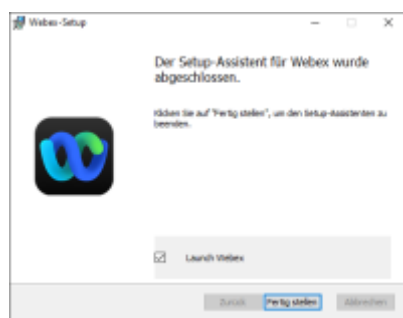 Webex-Setup
Der Setup-Assistent für Webex wurde
abgeschlossen.
Klicken Sie auf "Fertig stellen", um den Setup-Assistenten zu
beenden.
Launch Webex
Zurück Fertig stellen Abbrechen